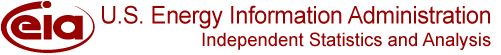 eia
U.S. Energy Information Administration
Independent Statistics and Analysis